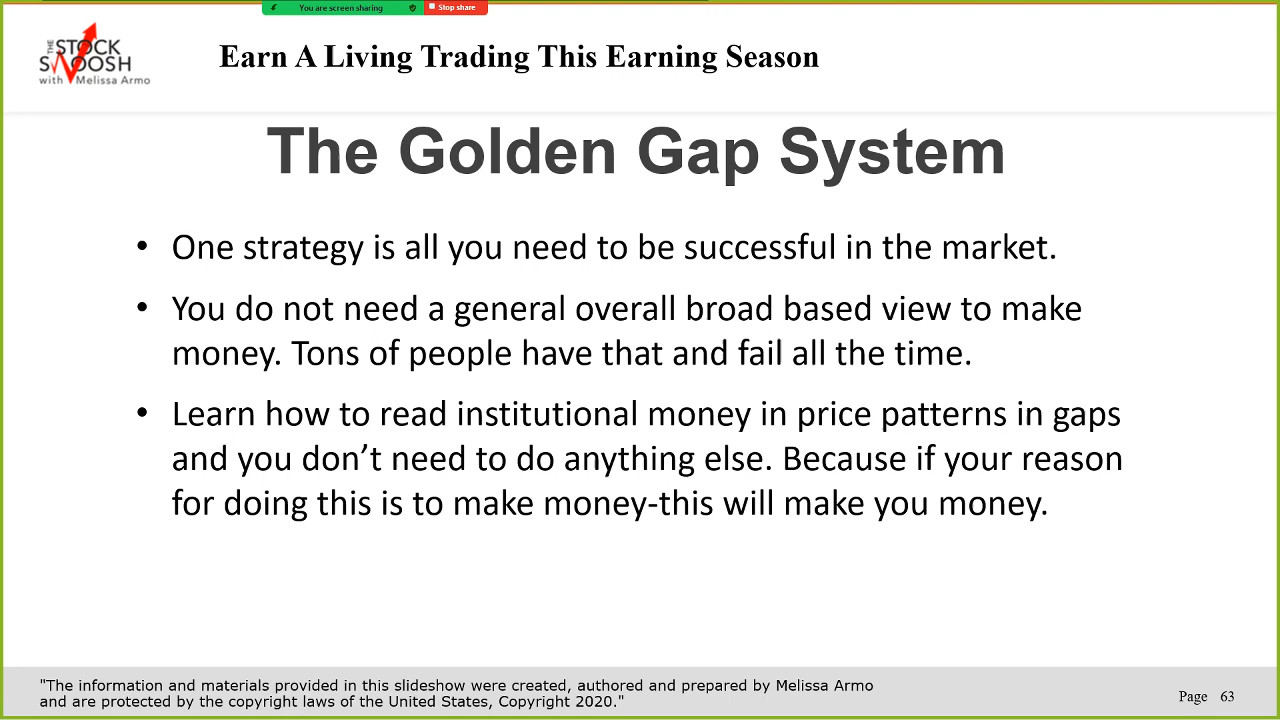 You are screen sharing
Stop share
THE STOCK
SWOOSH
with Melissa Armo
Earn A Living Trading This Earning Season
The Golden Gap System
• One strategy is all you need to be successful in the market.
• You do not need a general overall broad based view to make
money. Tons of people have that and fail all the time.
• Learn how to read institutional money in price patterns in gaps
and you don’t need to do anything else. Because if your reason
for doing this is to make money-this will make you money.
"The information and materials provided in this slideshow were created, authored and prepared by Melissa Armo
and are protected by the copyright laws of the United States, Copyright 2020."
Page 63